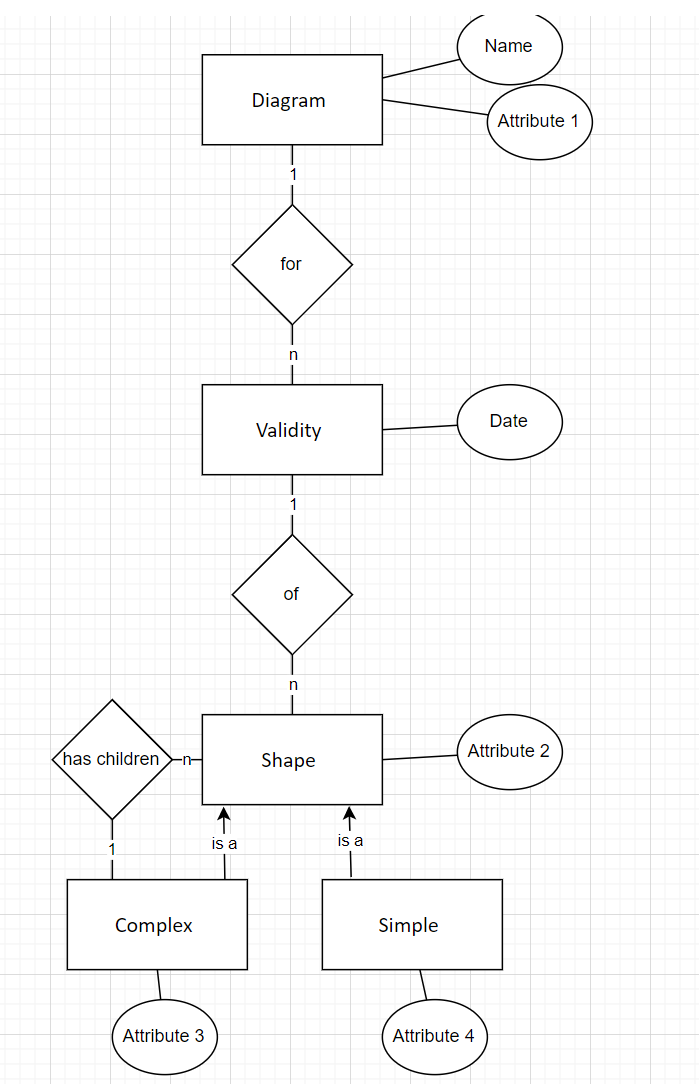 Name
Diagram
Attribute 1
1
for
n
Validity
Date
1
of
n
has children
n
Shape
Attribute 2
is a
is a
1
Complex
Simple
Attribute 3
Attribute 4